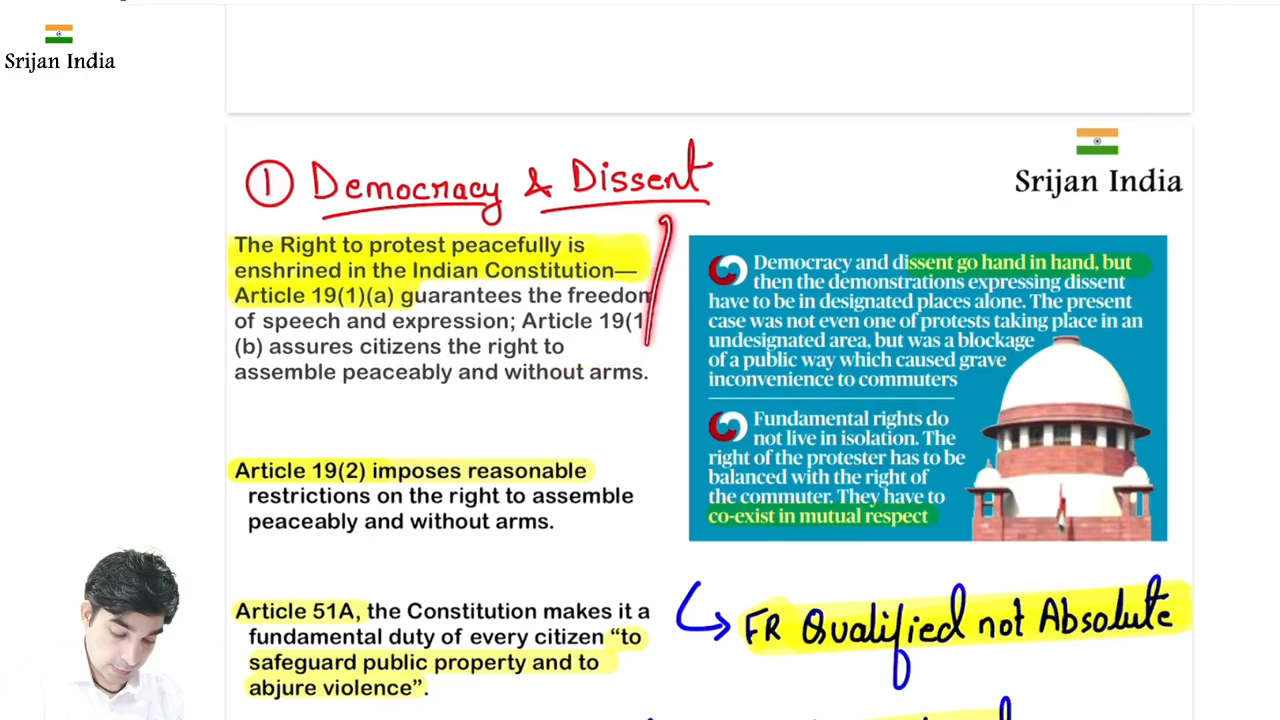 Srijan India
Srijan India
① Democracy & Dissent
The Right to protest peacefully is
enshrined in the Indian Constitution—
Article 19(1)(a) guarantees the freedom
of speech and expression; Article 19(1
(b) assures citizens the right to
assemble peaceably and without arms.
Article 19(2) imposes reasonable
restrictions on the right to assemble
peaceably and without arms.
Article 51A, the Constitution makes it a
fundamental duty of every citizen “to
safeguard public property and to
abjure violence”.
Democracy and dissent go hand in hand, but
then the demonstrations expressing dissent
have to be in designated places alone. The present
case was not even one of protests taking place in an
undesignated area, but was a blockage
of a public way which caused grave
inconvenience to commuters
Fundamental rights do
not live in isolation. The
right of the protester has to be
balanced with the right of
the commuter. They have to
co-exist in mutual respect
FR Qualified not Absolute